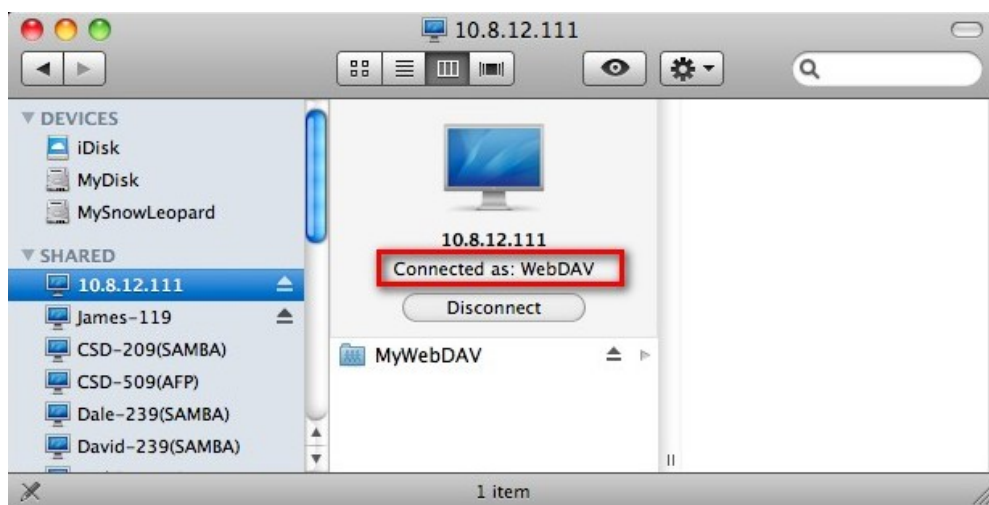 10.8.12.111
DEVICES
iDisk
MyDisk
MySnowLeopard
SHARED
10.8.12.111
James-119
CSD-209(SAMBA)
CSD-509(AFP)
Dale-239(SAMBA)
David-239(SAMBA)
10.8.12.111
Connected as: WebDAV
Disconnect
MyWebDAV
1 item